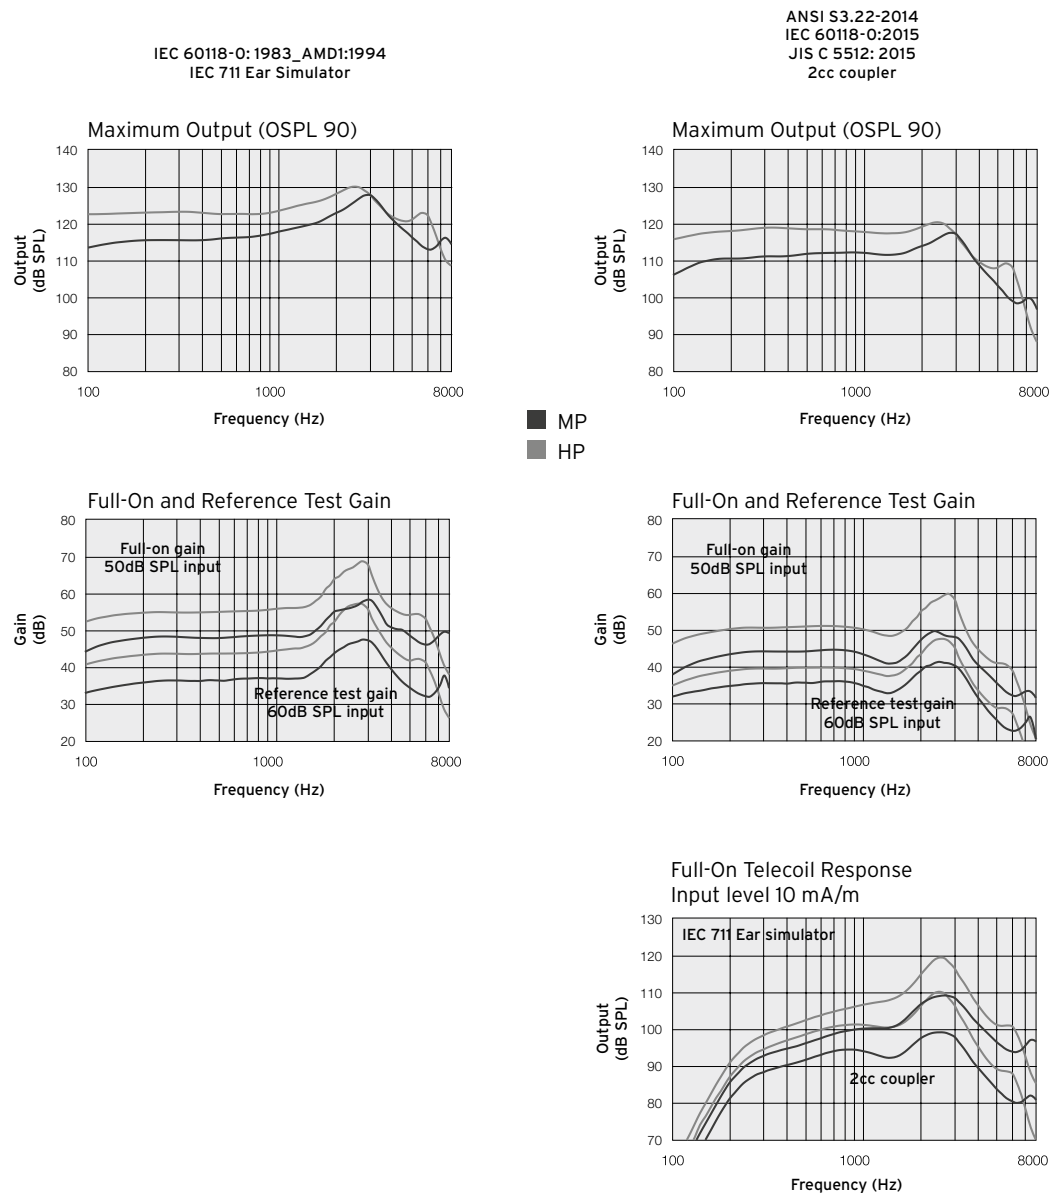 IEC 60118-0: 1983_AMD1:1994
IEC 711 Ear Simulator
ANSI S3.22-2014
IEC 60118-0:2015
JIS C 5512: 2015
2cc coupler
Maximum Output (OSPL 90)
140
130
120
110
100
90
80
Output
(dB SPL)
100
1000
8000
Frequency (Hz)
Maximum Output (OSPL 90)
140
130
120
110
100
90
80
Output
(dB SPL)
100
1000
8000
Frequency (Hz)
MP
HP
Full-On and Reference Test Gain
80
70
60
50
40
30
20
Gain
(dB)
Full-on gain
50dB SPL input
Reference test gain
60dB SPL input
100
1000
8000
Frequency (Hz)
Full-On and Reference Test Gain
80
70
60
50
40
30
20
Gain
(dB)
Full-on gain
50dB SPL input
Reference test gain
60dB SPL input
100
1000
8000
Frequency (Hz)
Full-On Telecoil Response
Input level 10 mA/m
130
120
110
100
90
80
70
Output
(dB SPL)
IEC 711 Ear simulator
2cc coupler
100
1000
8000
Frequency (Hz)